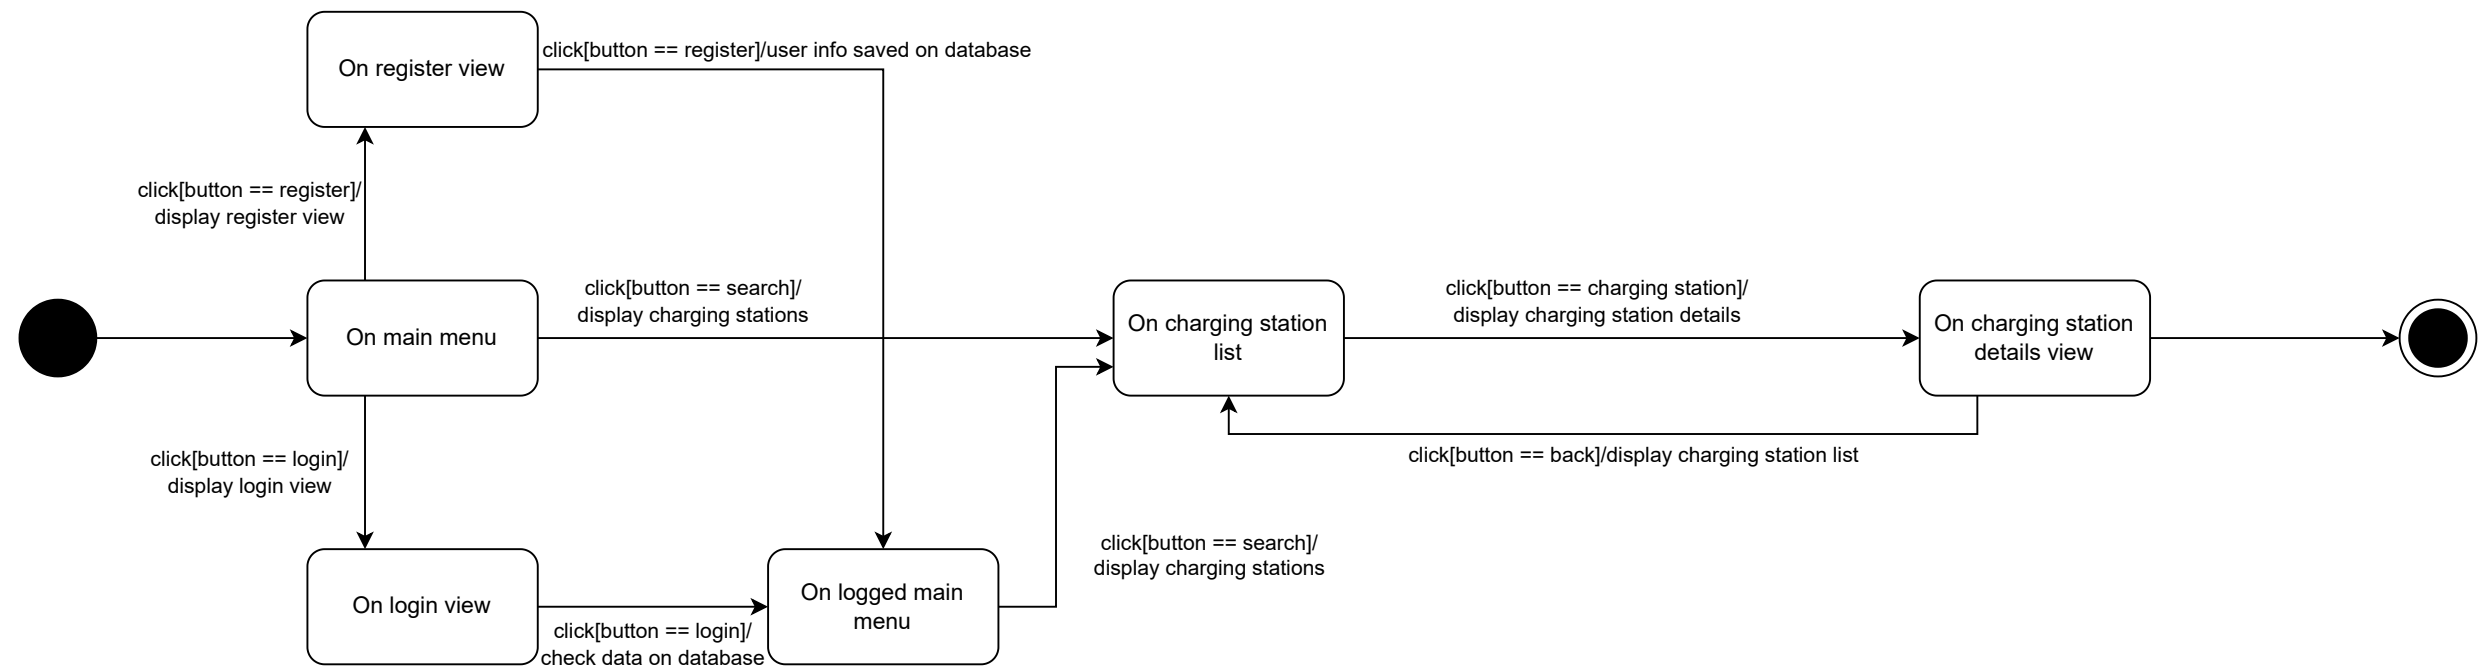 On register view
click[button == register]/user info saved on database
click[button == register]/
display register view
On main menu
click[button == search]/
display charging stations
On charging station
list
click[button == charging station]/
display charging station details
On charging station
details view
click[button == back]/display charging station list
click[button == login]/
display login view
On login view
click[button == login]/
check data on database
On logged main
menu
click[button == search]/
display charging stations